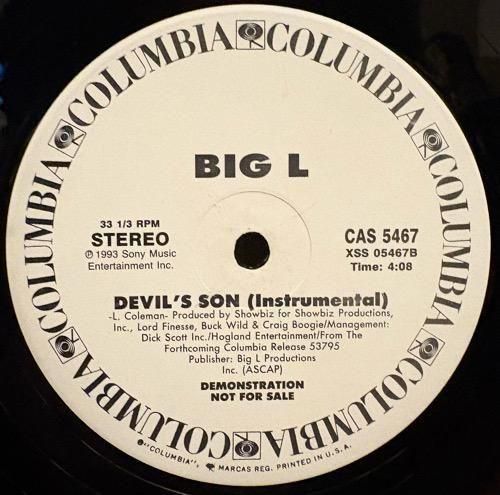 COLUMBIA COLUMBIA COLUMBIA COLUMBIA COLUMBIA COLUMBIA COLUMBIA COLUMBIA
BIG L
33 1/3 RPM
STEREO
℗ 1993 Sony Music
Entertainment Inc.
CAS 5467
XSS 05467B
Time: 4:08
DEVIL'S SON (Instrumental)
-L. Coleman- Produced by Showbiz for Showbiz Productions,
Inc., Lord Finesse, Buck Wild & Craig Boogie/Management:
Dick Scott Inc./Hogland Entertainment/From The
Forthcoming Columbia Release 53795
Publisher: Big L Productions
Inc. (ASCAP)
DEMONSTRATION
NOT FOR SALE
"COLUMBIA", MARCAS REG. PRINTED IN U.S.A.